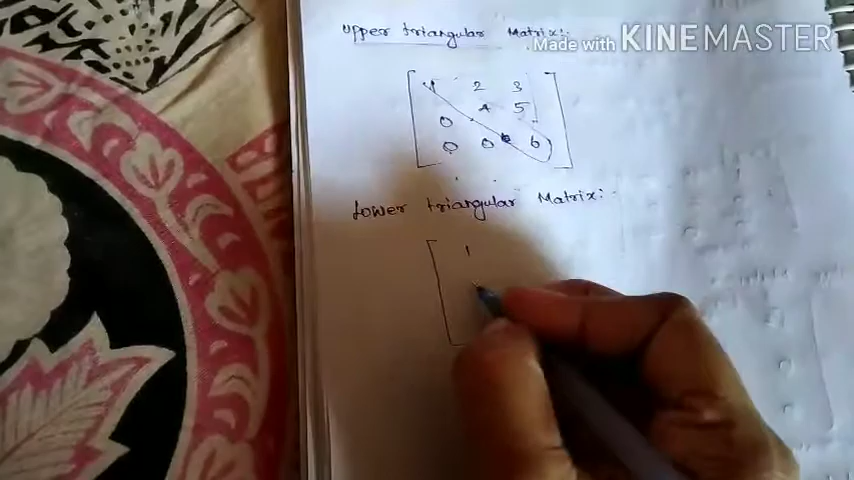 Upper triangular Matrix:
Made with KINEMASTER
1 2 3
0 4 5
0 0 6
Lower triangular Matrix:
1